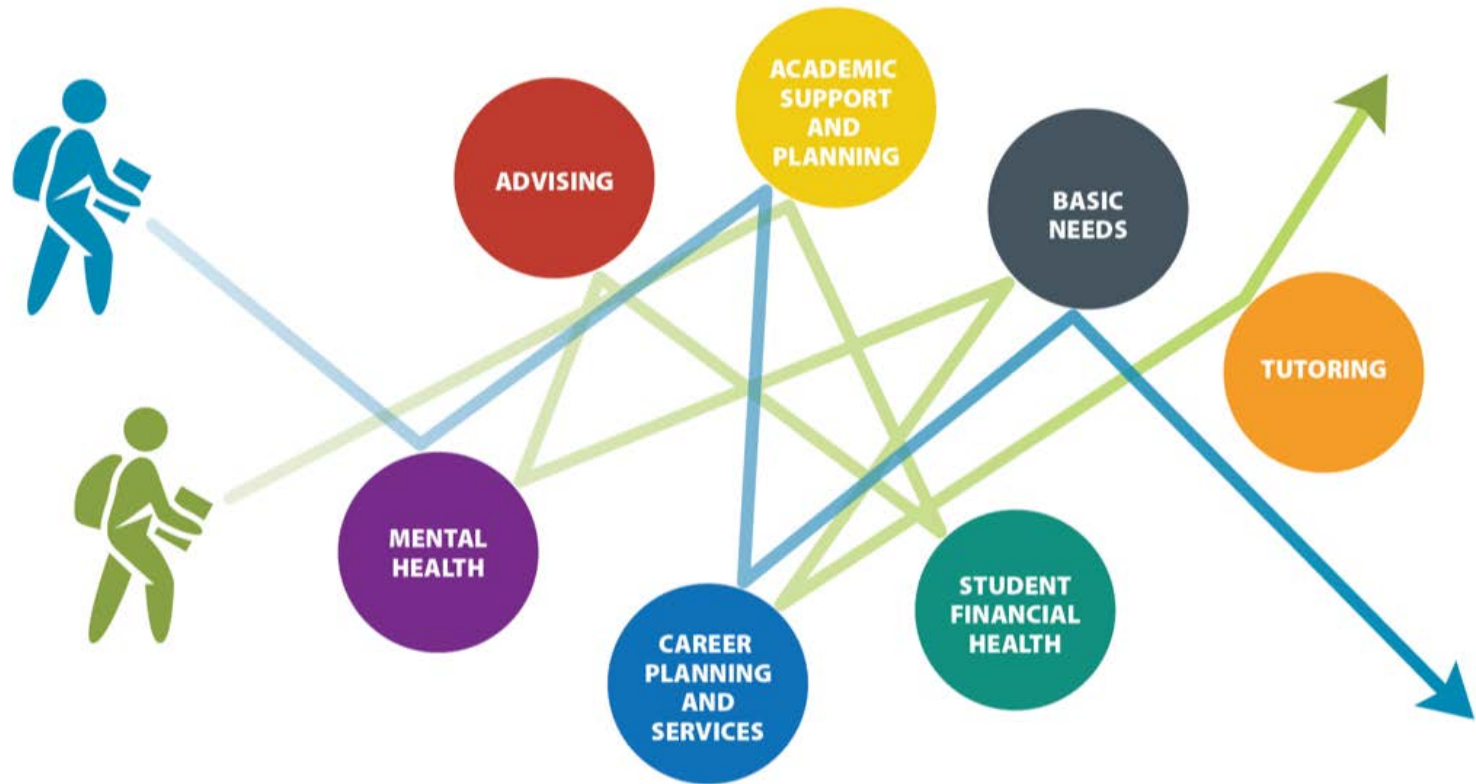 ADVISING
ACADEMIC
SUPPORT
AND
PLANNING
BASIC
NEEDS
TUTORING
MENTAL
HEALTH
CAREER
PLANNING
AND
SERVICES
STUDENT
FINANCIAL
HEALTH